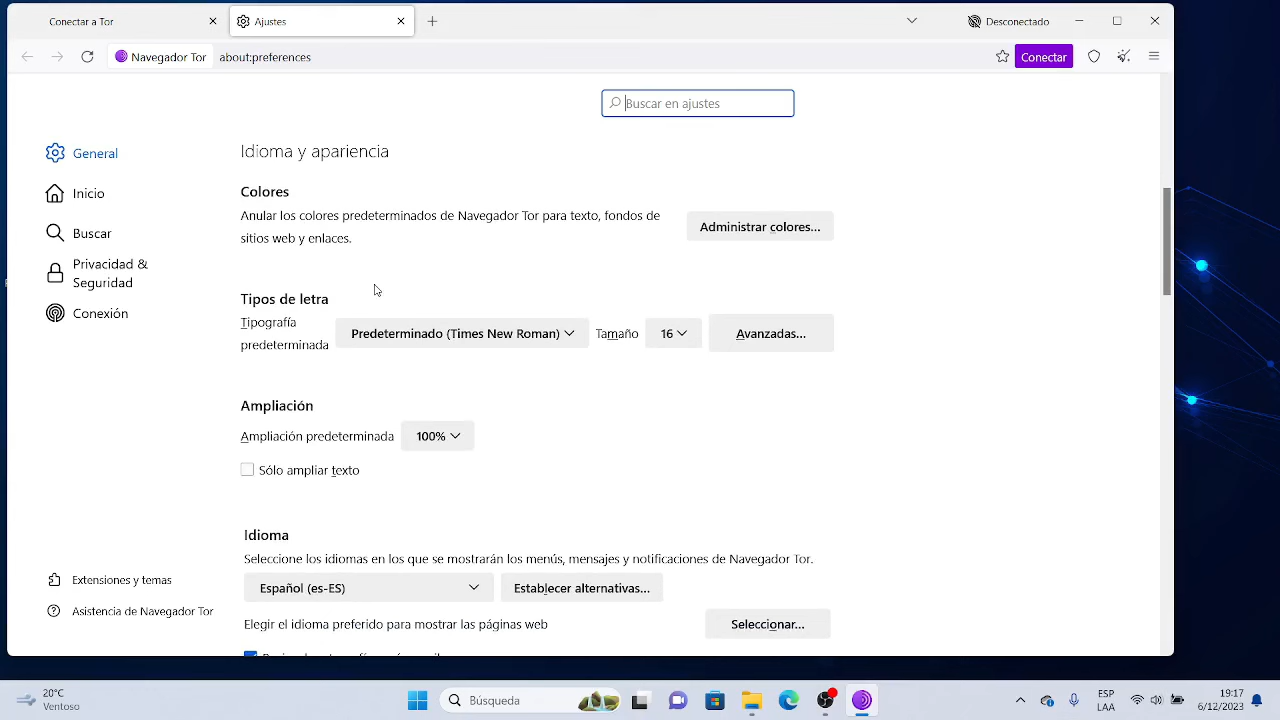 Conectar a Tor
Ajustes
Desconectado
Navegador Tor
about:preferences
Conectar
Buscar en ajustes
General
Inicio
Buscar
Privacidad &
Seguridad
Conexión
Extensiones y temas
Asistencia de Navegador Tor
Idioma y apariencia
Colores
Anular los colores predeterminados de Navegador Tor para texto, fondos de
sitios web y enlaces.
Administrar colores...
Tipos de letra
Tipografía
predeterminada
Predeterminado (Times New Roman)
Tamaño
16
Avanzadas...
Ampliación
Ampliación predeterminada
100%
Sólo ampliar texto
Idioma
Seleccione los idiomas en los que se mostrarán los menús, mensajes y notificaciones de Navegador Tor.
Español (es-ES)
Establecer alternativas...
Elegir el idioma preferido para mostrar las páginas web
Seleccionar...
20°C
Ventoso
Búsqueda
ESP
LAA
19:17
6/12/2023